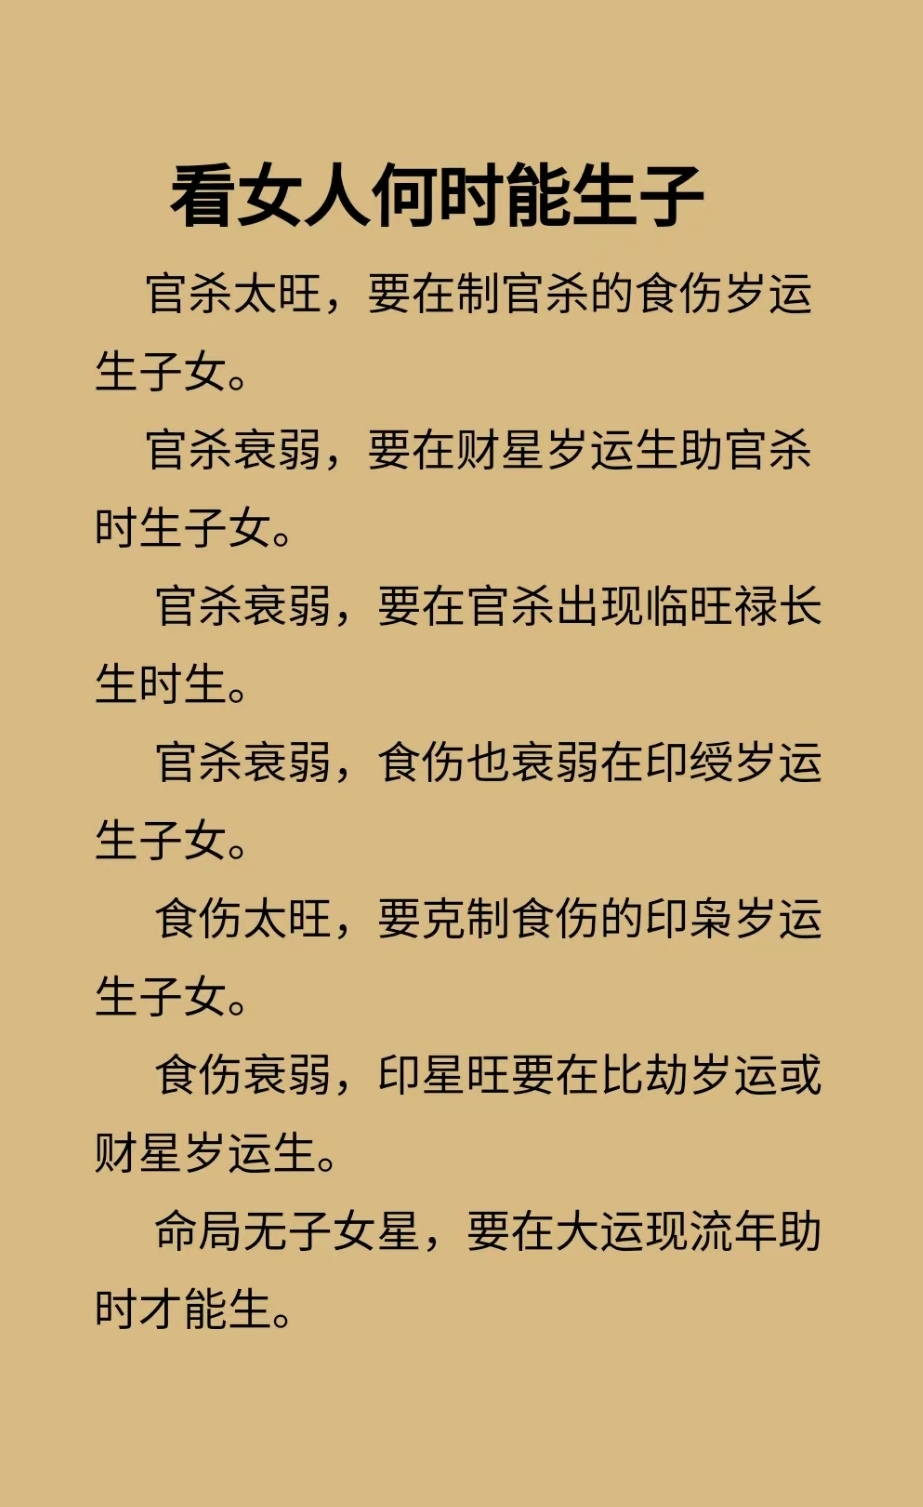 看女人何时能生子
官杀太旺，要在制官杀的食伤岁运
生子女。
官杀衰弱，要在财星岁运生助官杀
时生子女。
官杀衰弱，要在官杀出现临旺禄长
生时生。
官杀衰弱，食伤也衰弱在印绶岁运
生子女。
食伤太旺，要克制食伤的印枭岁运
生子女。
食伤衰弱，印星旺要在比劫岁运或
财星岁运生。
命局无子女星，要在大运现流年助
时才能生。